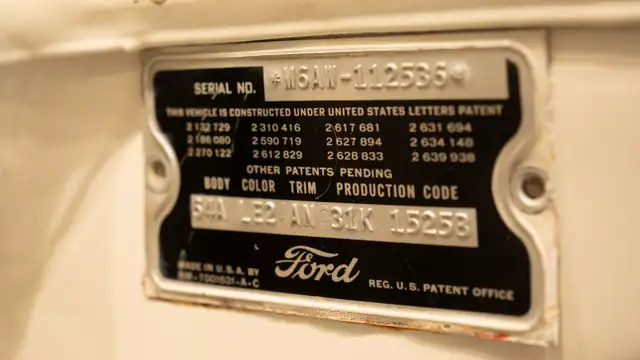 SERIAL NO. *M6AW-112536*
THIS VEHICLE IS CONSTRUCTED UNDER UNITED STATES LETTERS PATENT
2 132 729 2 310 416 2 617 681 2 631 694
2 186 080 2 590 719 2 627 894 2 634 148
2 270 122 2 612 829 2 628 833 2 639 938
OTHER PATENTS PENDING
BODY COLOR TRIM PRODUCTION CODE
54A LE2 AN 31K 15258
MADE IN U.S.A. BY
Ford
REG. U.S. PATENT OFFICE